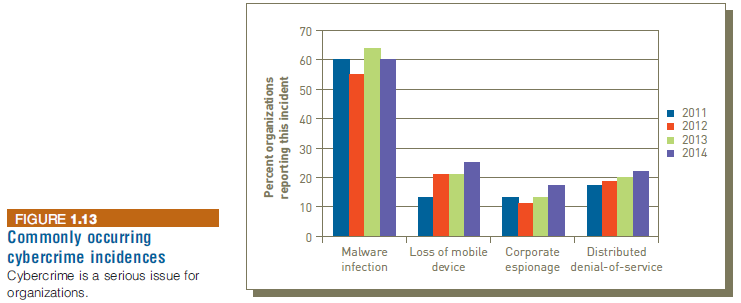 FIGURE 1.13
Commonly occurring
cybercrime incidences
Cybercrime is a serious issue for
organizations.
Percent organizations
reporting this incident
70
60
50
40
30
20
10
0
Malware
infection
Loss of mobile
device
Corporate
espionage
Distributed
denial-of-service
2011
2012
2013
2014